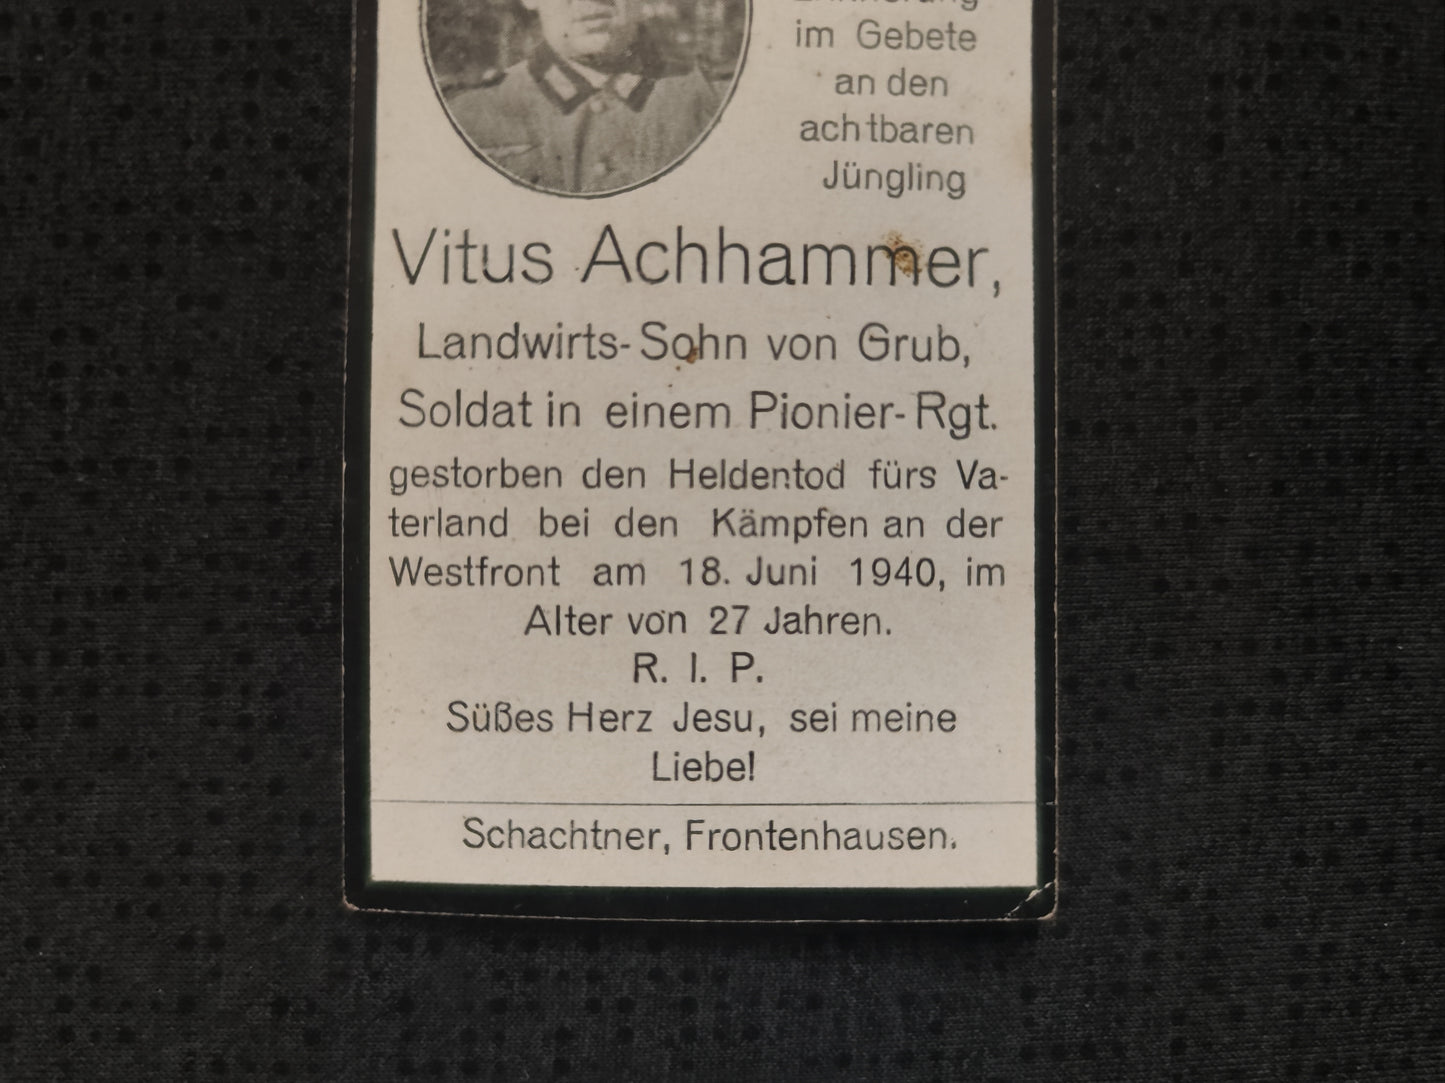 Erinnerung
im Gebete
an den
achtbaren
Jüngling
Vitus Achhammer,
Landwirts-Sohn von Grub,
Soldat in einem Pionier-Rgt.
gestorben den Heldentod fürs Va-
terland bei den Kämpfen an der
Westfront am 18. Juni 1940, im
Alter von 27 Jahren.
R. I. P.
Süßes Herz Jesu, sei meine
Liebe!
Schachtner, Frontenhausen.